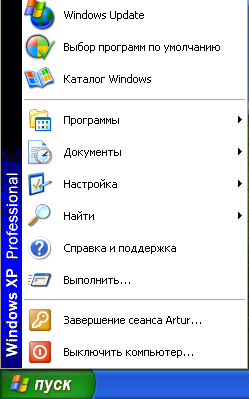 Windows Update
Выбор программ по умолчанию
Каталог Windows
Программы
Документы
Настройка
Найти
Справка и поддержка
Выполнить...
Завершение сеанса Artur...
Выключить компьютер...
Windows XP Professional
пуск